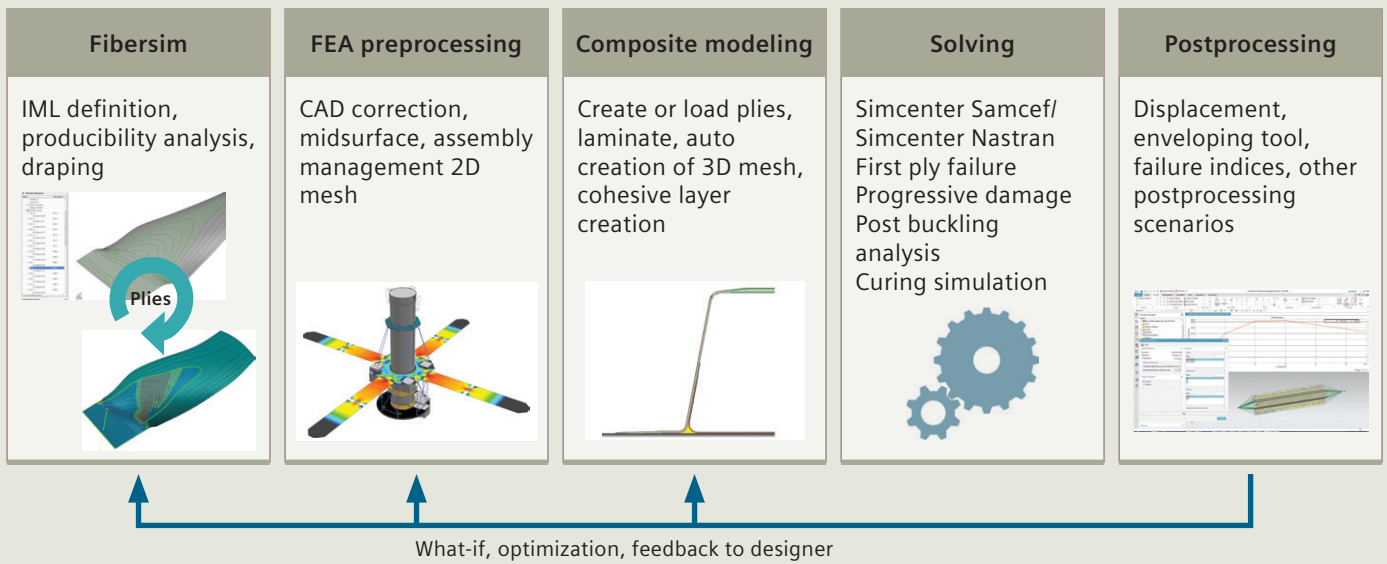 Fibersim
IML definition,
producibility analysis,
draping
Plies
FEA preprocessing
CAD correction,
midsurface, assembly
management 2D
mesh
Composite modeling
Create or load plies,
laminate, auto
creation of 3D mesh,
cohesive layer
creation
Solving
Simcenter Samcef/
Simcenter Nastran
First ply failure
Progressive damage
Post buckling
analysis
Curing simulation
Postprocessing
Displacement,
enveloping tool,
failure indices, other
postprocessing
scenarios
What-if, optimization, feedback to designer